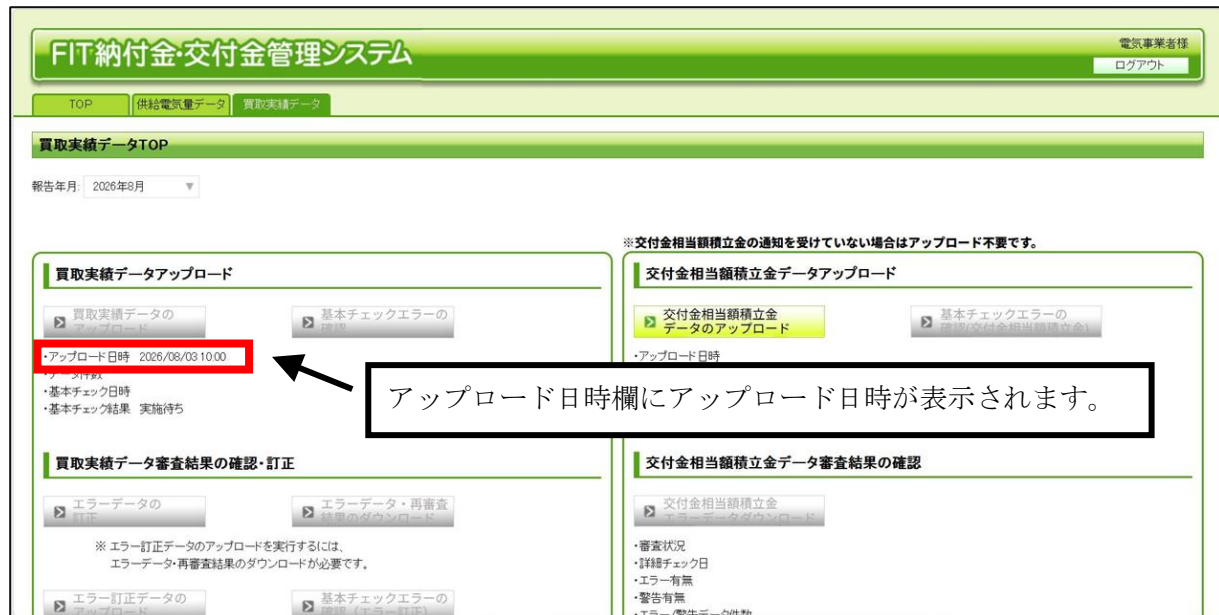 FIT納付金・交付金管理システム
電気事業者様
ログアウト
TOP
供給電気量データ
買取実績データ
買取実績データTOP
報告年月: 2026年8月
※交付金相当額積立金の通知を受けていない場合はアップロード不要です。
買取実績データアップロード
買取実績データの
アップロード
基本チェックエラーの
確認
・アップロード日時 2026/08/03 10:00
・データ件数
・基本チェック日時
・基本チェック結果 実施待ち
交付金相当額積立金データアップロード
交付金相当額積立金
データのアップロード
基本チェックエラーの
確認(交付金相当額積立金)
・アップロード日時
アップロード日時欄にアップロード日時が表示されます。
買取実績データ審査結果の確認・訂正
エラーデータの
訂正
エラーデータ・再審査
結果のダウンロード
※ エラー訂正データのアップロードを実行するには、
エラーデータ・再審査結果のダウンロードが必要です。
エラー訂正データの
アップロード
基本チェックエラーの
確認（エラー訂正）
交付金相当額積立金データ審査結果の確認
交付金相当額積立金
エラーデータダウンロード
・審査状況
・詳細チェック日
・エラー有無
・警告有無
・エラー/警告データ件数